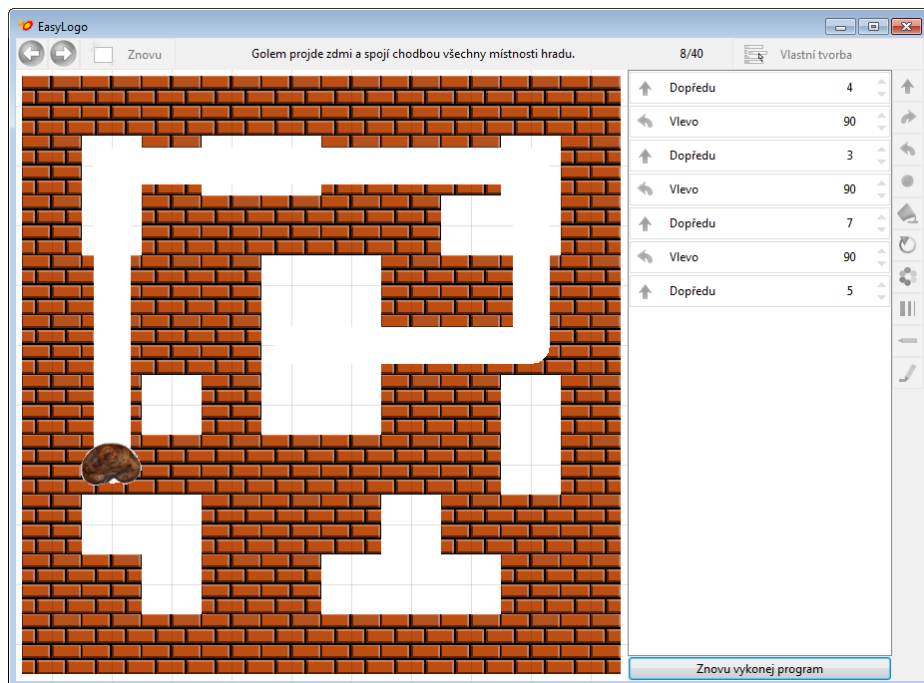 EasyLogo
Znovu
Golem projde zdmi a spojí chodbou všechny místnosti hradu.
8/40
Vlastní tvorba
Dopředu 4
Vlevo 90
Dopředu 3
Vlevo 90
Dopředu 7
Vlevo 90
Dopředu 5
Znovu vykonej program